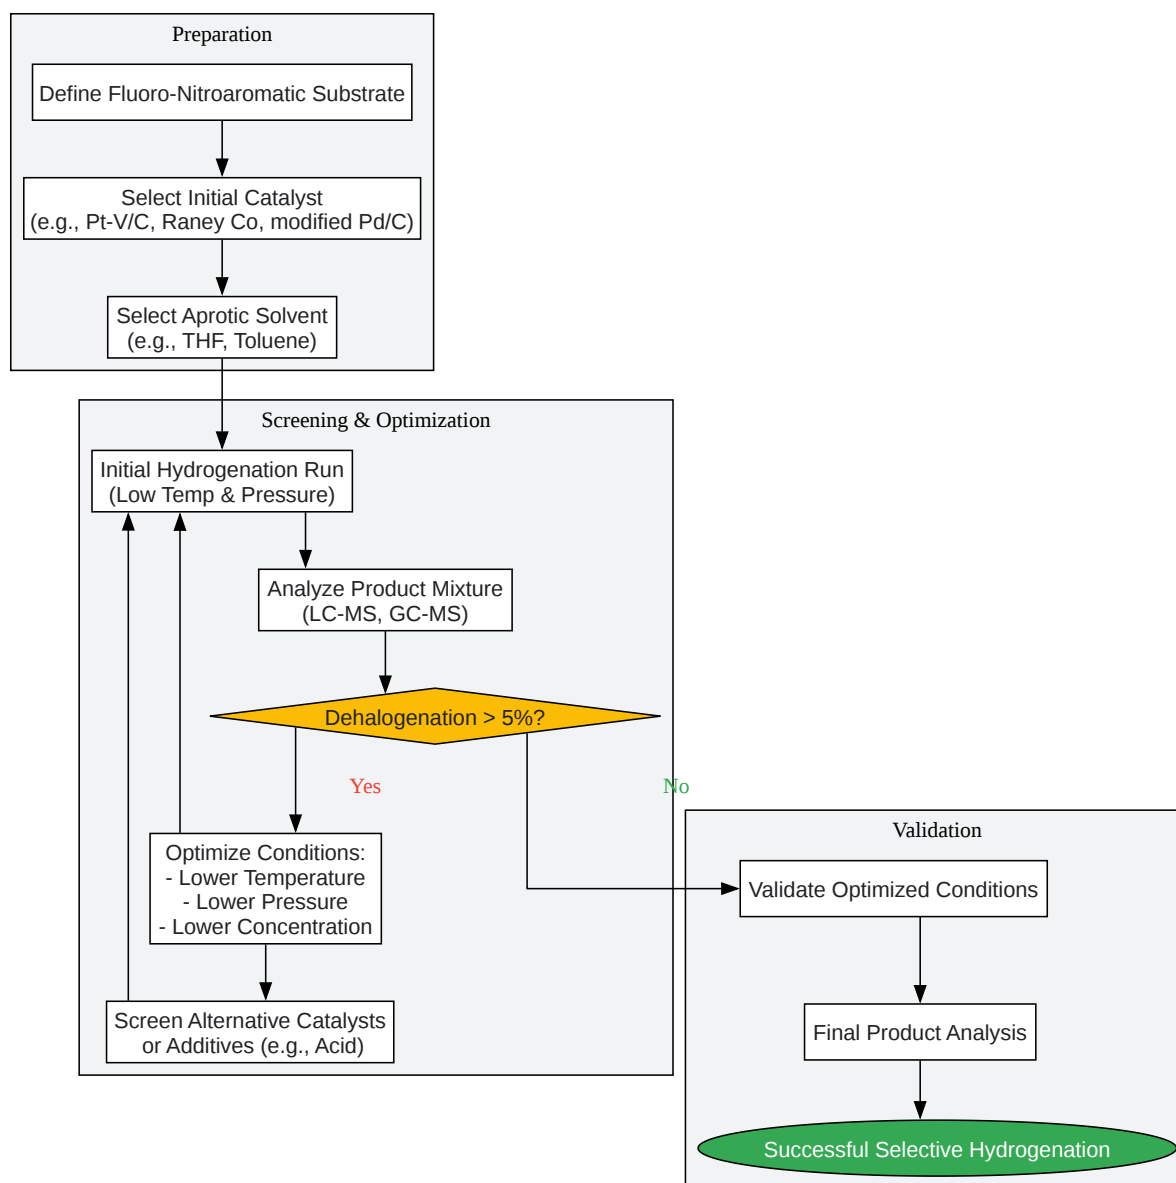 Preparation
Define Fluoro-Nitroaromatic Substrate
Select Initial Catalyst
(e.g., Pt-V/C, Raney Co, modified Pd/C)
Select Aprotic Solvent
(e.g., THF, Toluene)
Screening & Optimization
Initial Hydrogenation Run
(Low Temp & Pressure)
Analyze Product Mixture
(LC-MS, GC-MS)
Dehalogenation > 5%?
Yes
No
Optimize Conditions:
- Lower Temperature
- Lower Pressure
- Lower Concentration
Screen Alternative Catalysts
or Additives (e.g., Acid)
Validation
Validate Optimized Conditions
Final Product Analysis
Successful Selective Hydrogenation